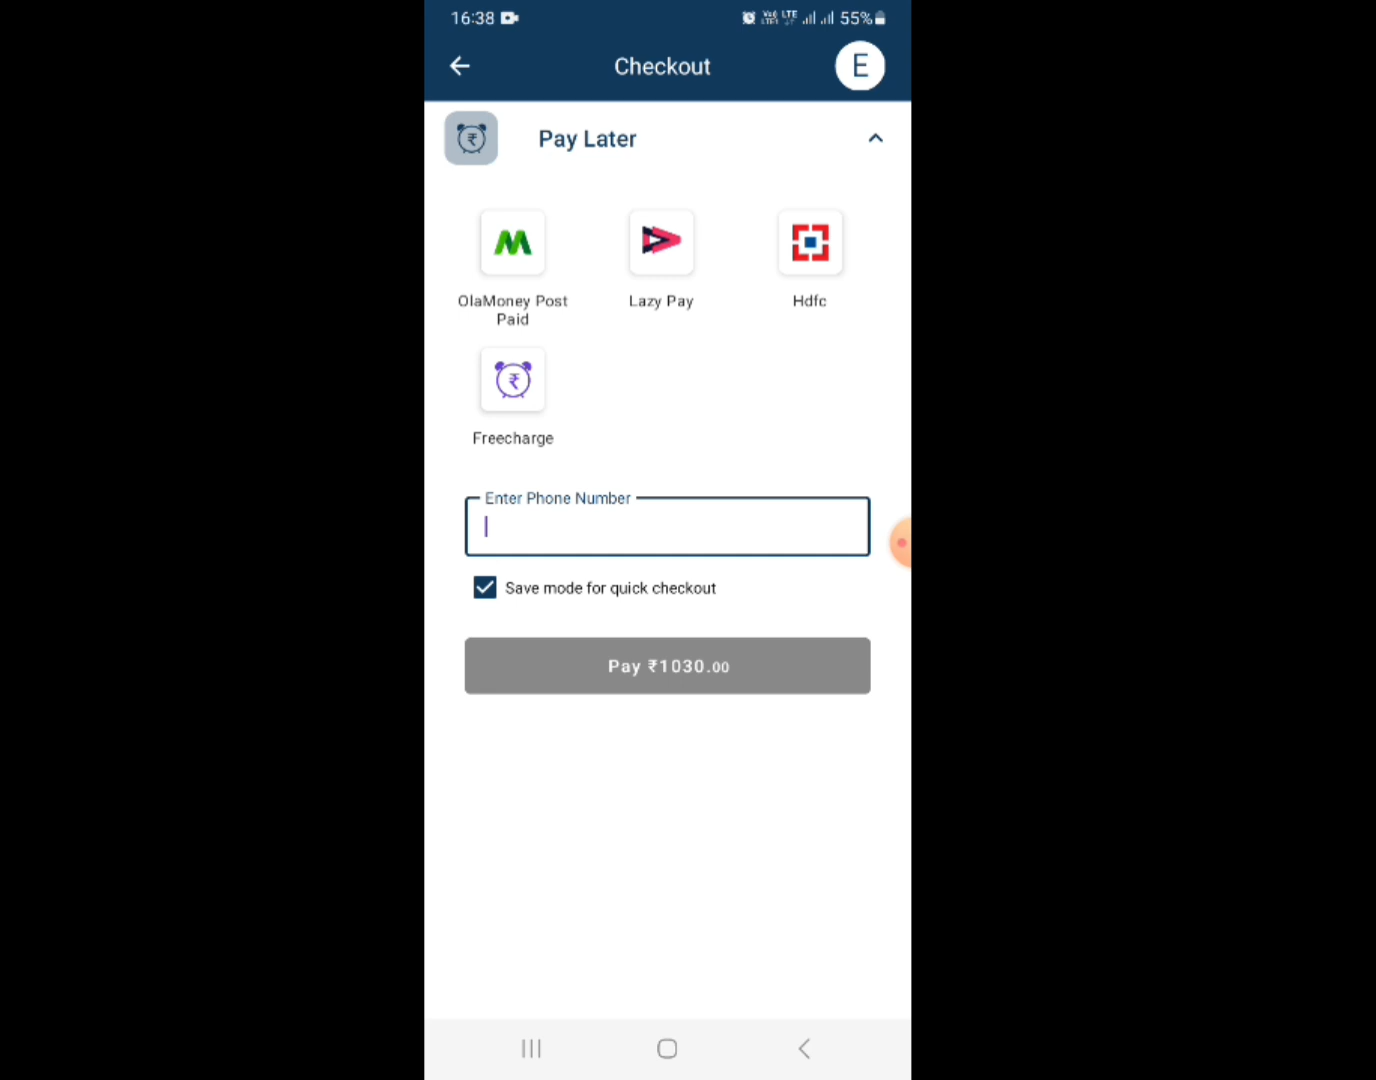 16:38
55%
Checkout
E
Pay Later
OlaMoney Post
Paid
Lazy Pay
Hdfc
Freecharge
Enter Phone Number
Save mode for quick checkout
Pay ₹1030.00